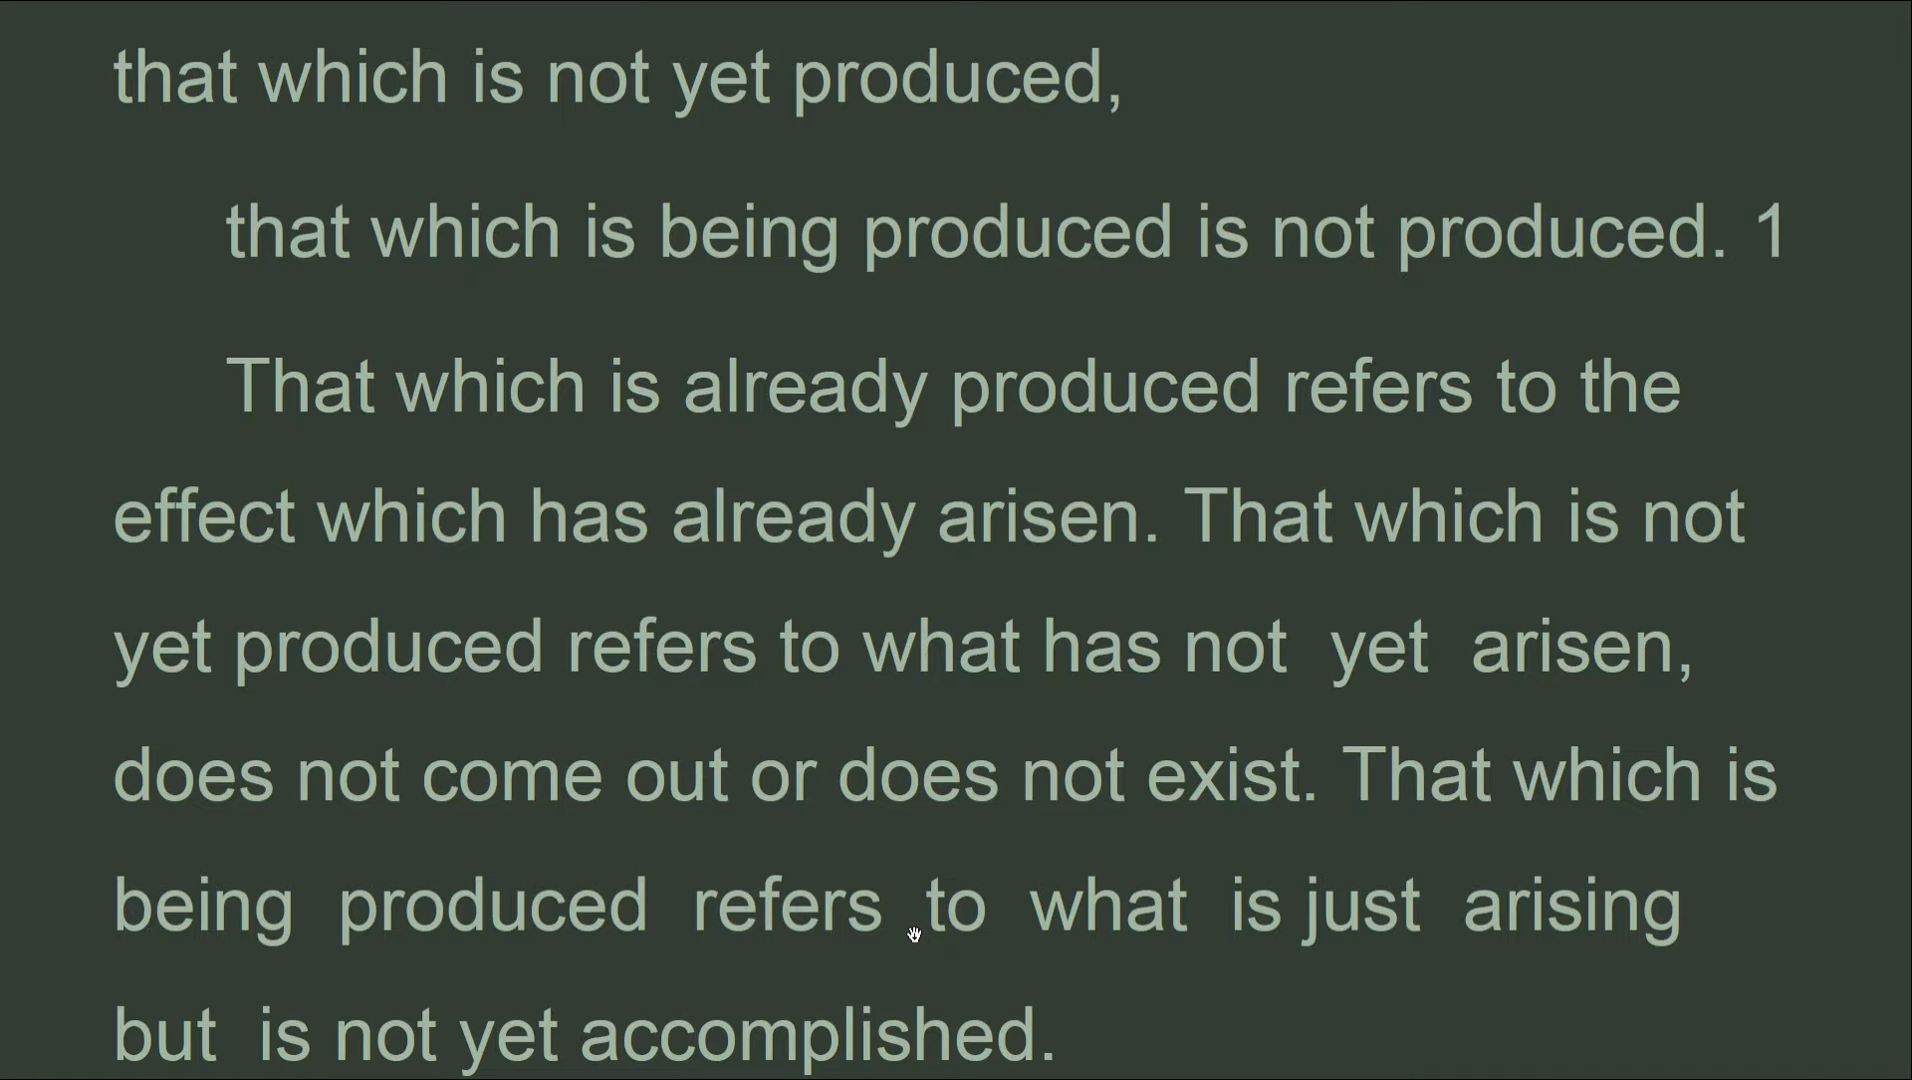 that which is not yet produced,
that which is being produced is not produced. 1
That which is already produced refers to the
effect which has already arisen. That which is not
yet produced refers to what has not yet arisen,
does not come out or does not exist. That which is
being produced refers to what is just arising
but is not yet accomplished.